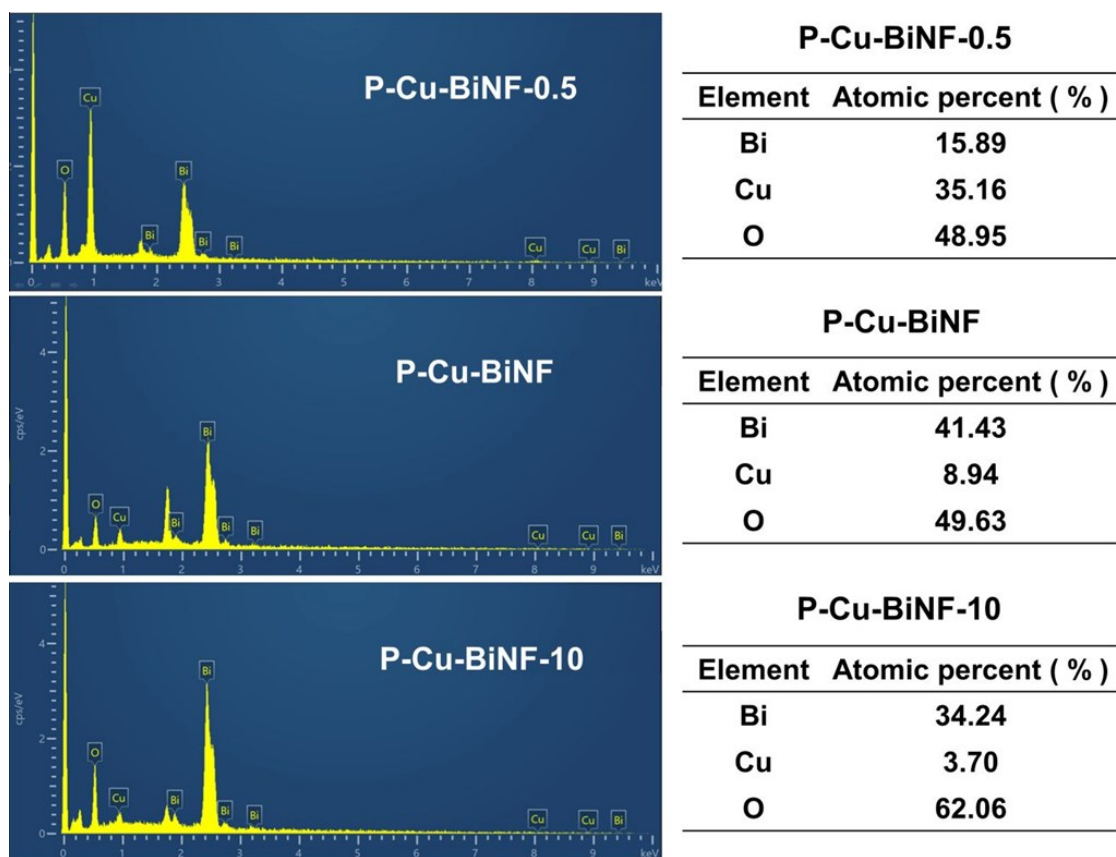 P-Cu-BiNF-0.5
Cu
O
Bi
Bi
Bi
Bi
Cu
Cu
Bi
0 1 2 3 4 5 6 7 8 9 keV
P-Cu-BiNF-0.5
Element Atomic percent ( % )
Bi 15.89
Cu 35.16
O 48.95
P-Cu-BiNF
cps/eV
4
2
0
Bi
O
Cu
Bi
Bi
Bi
Cu
Cu
Bi
0 1 2 3 4 5 6 7 8 9 keV
P-Cu-BiNF
Element Atomic percent ( % )
Bi 41.43
Cu 8.94
O 49.63
P-Cu-BiNF-10
cps/eV
4
2
0
Bi
O
Cu
Bi
Bi
Bi
Cu
Cu
Bi
0 1 2 3 4 5 6 7 8 9 keV
P-Cu-BiNF-10
Element Atomic percent ( % )
Bi 34.24
Cu 3.70
O 62.06